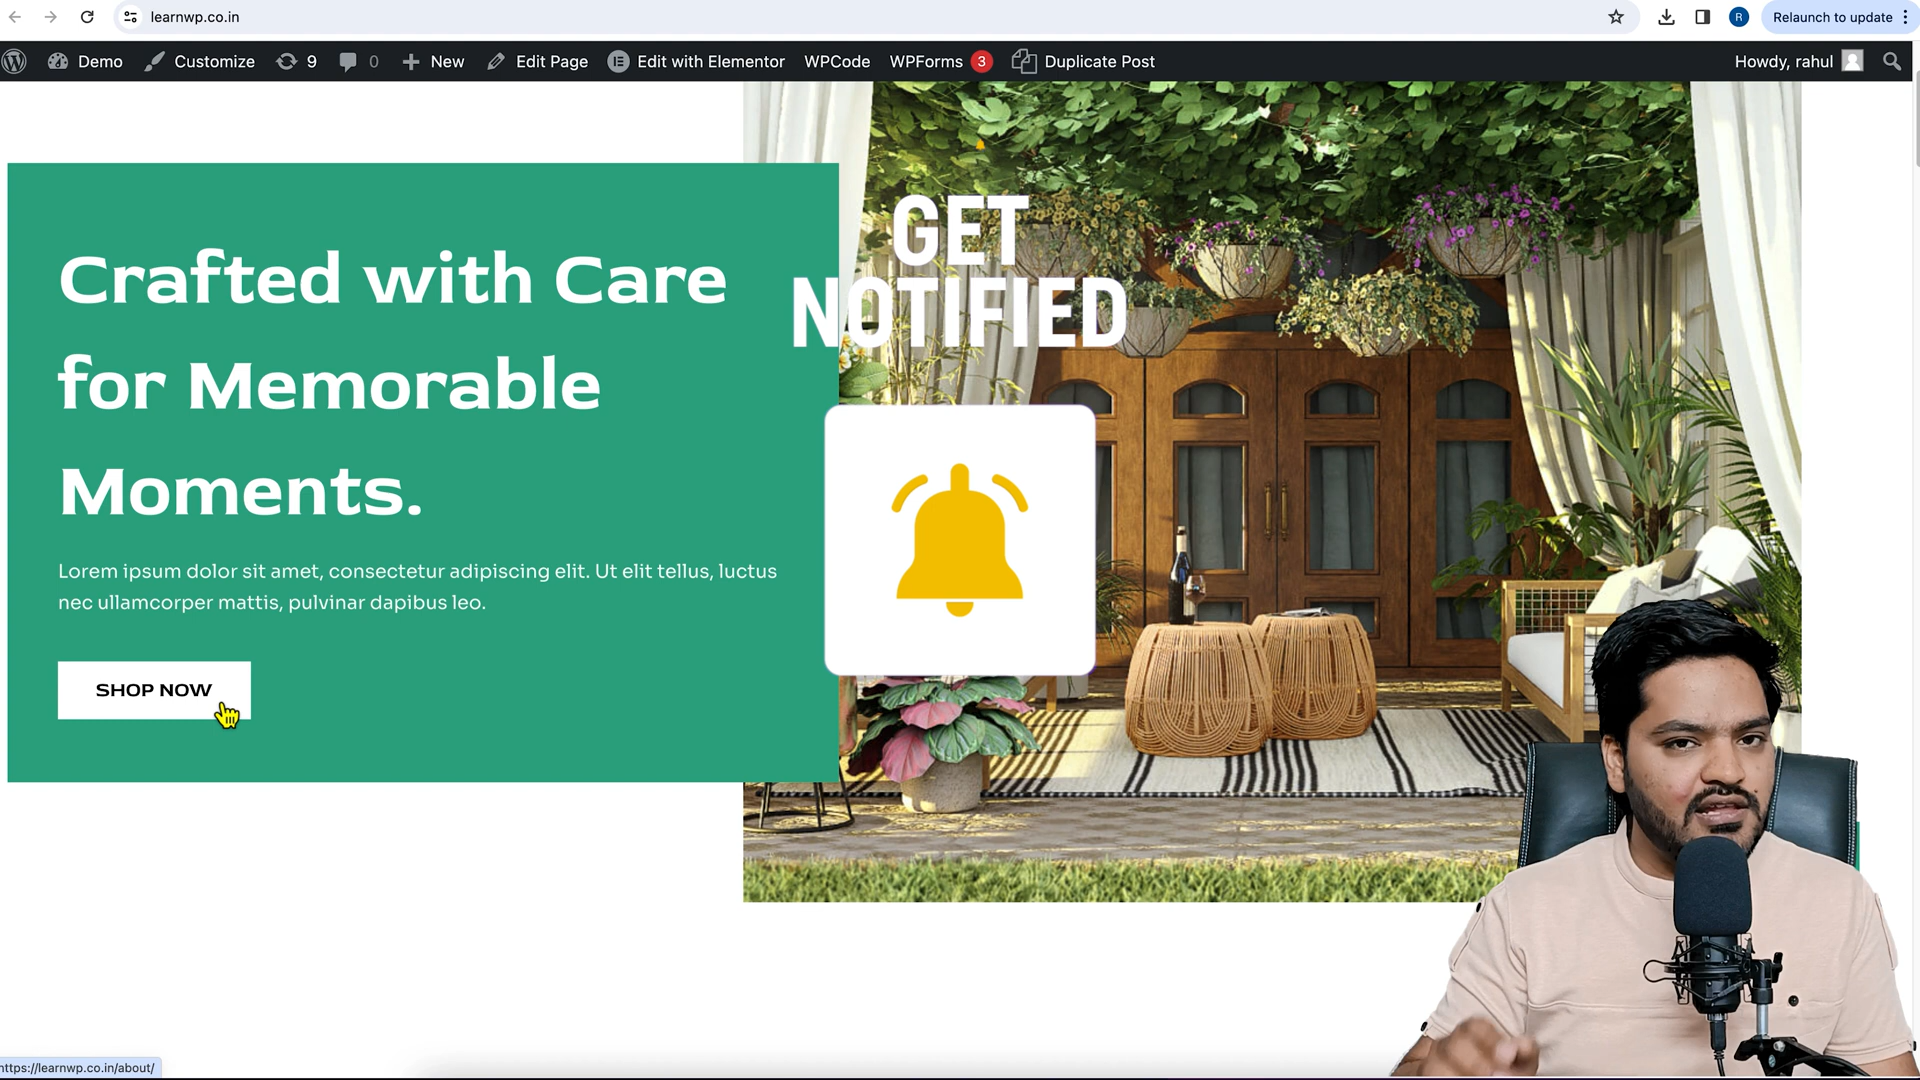 learnwp.co.in
R
Relaunch to update
Demo
Customize
9
0
New
Edit Page
Edit with Elementor
WPCode
WPForms 3
Duplicate Post
Howdy, rahul
GET
NOTIFIED
Crafted with Care
for Memorable
Moments.
Lorem ipsum dolor sit amet, consectetur adipiscing elit. Ut elit tellus, luctus
nec ullamcorper mattis, pulvinar dapibus leo.
SHOP NOW
https://learnwp.co.in/about/